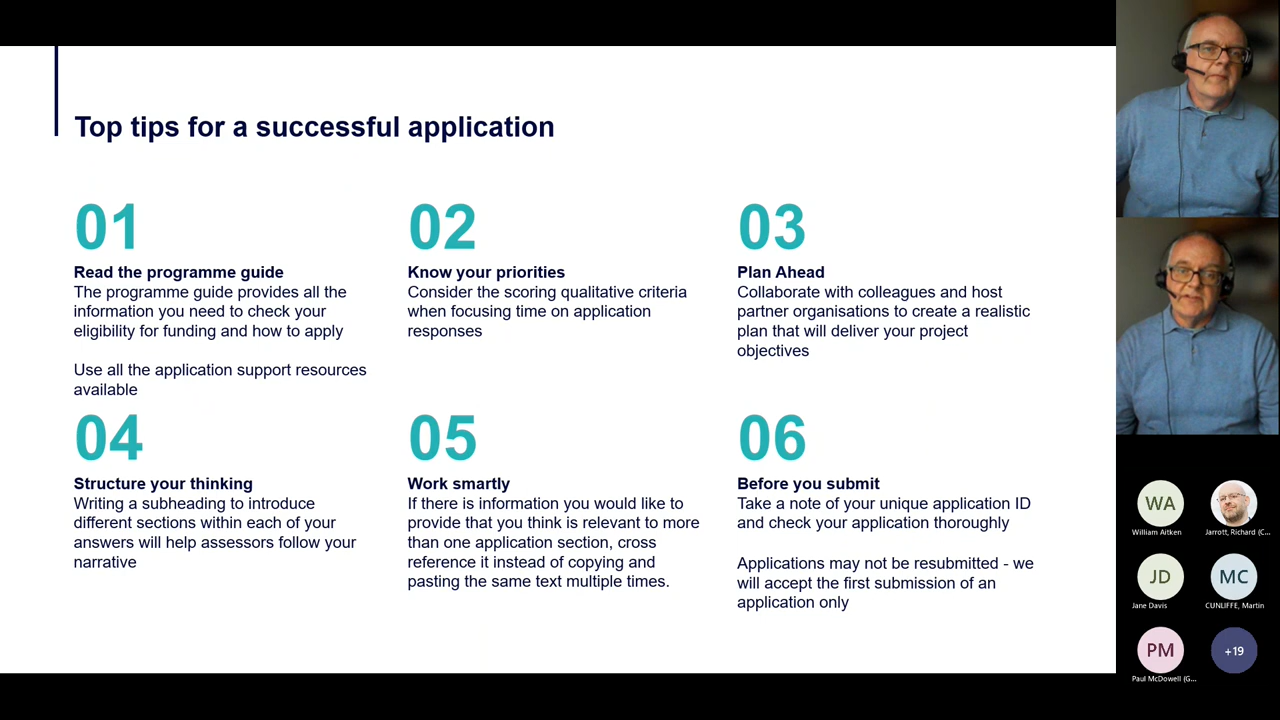 Top tips for a successful application
01
Read the programme guide
The programme guide provides all the
information you need to check your
eligibility for funding and how to apply
Use all the application support resources
available
02
Know your priorities
Consider the scoring qualitative criteria
when focusing time on application
responses
03
Plan Ahead
Collaborate with colleagues and host
partner organisations to create a realistic
plan that will deliver your project
objectives
04
Structure your thinking
Writing a subheading to introduce
different sections within each of your
answers will help assessors follow your
narrative
05
Work smartly
If there is information you would like to
provide that you think is relevant to more
than one application section, cross
reference it instead of copying and
pasting the same text multiple times.
06
Before you submit
Take a note of your unique application ID
and check your application thoroughly
Applications may not be resubmitted - we
will accept the first submission of an
application only
WA
William Aitken
Jarrott, Richard (C...
JD
Jane Davis
MC
CUNLIFFE, Martin
PM
Paul McDowell (G...
+19